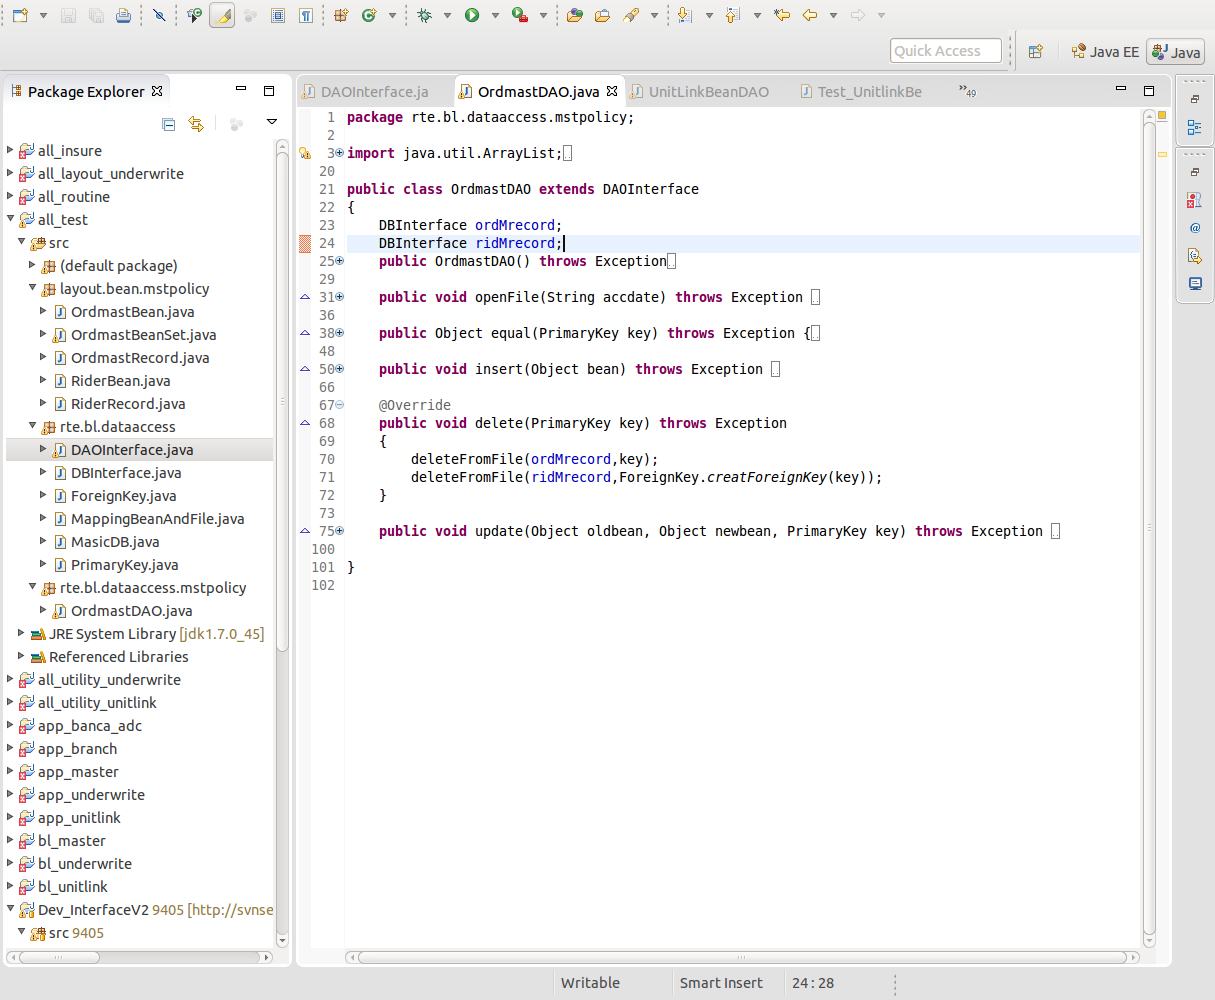 Quick Access
Java EE
Java
Package Explorer
all_insure
all_layout_underwrite
all_routine
all_test
src
(default package)
layout.bean.mstpolicy
OrdmastBean.java
OrdmastBeanSet.java
OrdmastRecord.java
RiderBean.java
RiderRecord.java
rte.bl.dataaccess
DAOInterface.java
DBInterface.java
ForeignKey.java
MappingBeanAndFile.java
MasicDB.java
PrimaryKey.java
rte.bl.dataaccess.mstpolicy
OrdmastDAO.java
JRE System Library [jdk1.7.0_45]
Referenced Libraries
all_utility_underwrite
all_utility_unitlink
app_banca_adc
app_branch
app_master
app_underwrite
app_unitlink
bl_master
bl_underwrite
bl_unitlink
Dev_InterfaceV2 9405 [http://svnse
src 9405
DAOInterface.ja
OrdmastDAO.java
UnitLinkBeanDAO
Test_UnitlinkBe
»49
1 package rte.bl.dataaccess.mstpolicy;
2
3 import java.util.ArrayList;
20
21 public class OrdmastDAO extends DAOInterface
22 {
23 DBInterface ordMrecord;
24 DBInterface ridMrecord;
25 public OrdmastDAO() throws Exception
29
31 public void openFile(String accdate) throws Exception
36
38 public Object equal(PrimaryKey key) throws Exception {
48
50 public void insert(Object bean) throws Exception
66
67 @Override
68 public void delete(PrimaryKey key) throws Exception
69 {
70 deleteFromFile(ordMrecord,key);
71 deleteFromFile(ridMrecord,ForeignKey.creatForeignKey(key));
72 }
73
75 public void update(Object oldbean, Object newbean, PrimaryKey key) throws Exception
100
101 }
102
Writable
Smart Insert
24 : 28